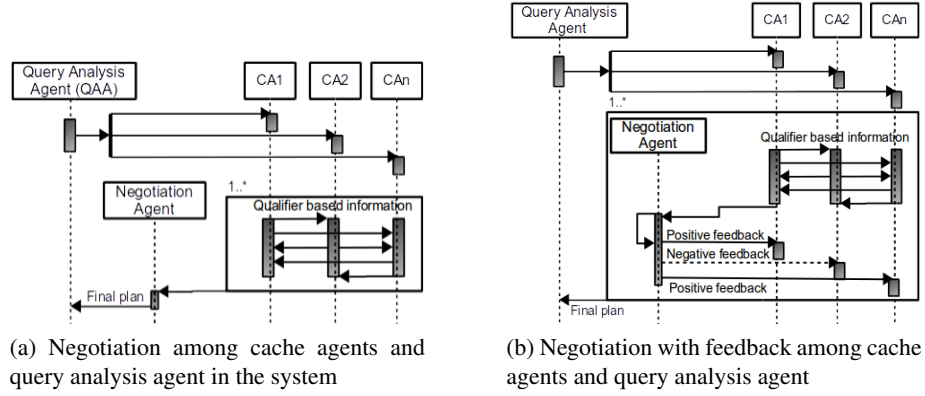 Query Analysis
Agent (QAA)
CA1
CA2
CAn
Negotiation
Agent
1..*
Qualifier based information
Final plan
(a) Negotiation among cache agents and
query analysis agent in the system
Query Analysis
Agent
CA1
CA2
CAn
1..*
Negotiation
Agent
Qualifier based information
Positive feedback
Negative feedback
Positive feedback
Final plan
(b) Negotiation with feedback among cache
agents and query analysis agent